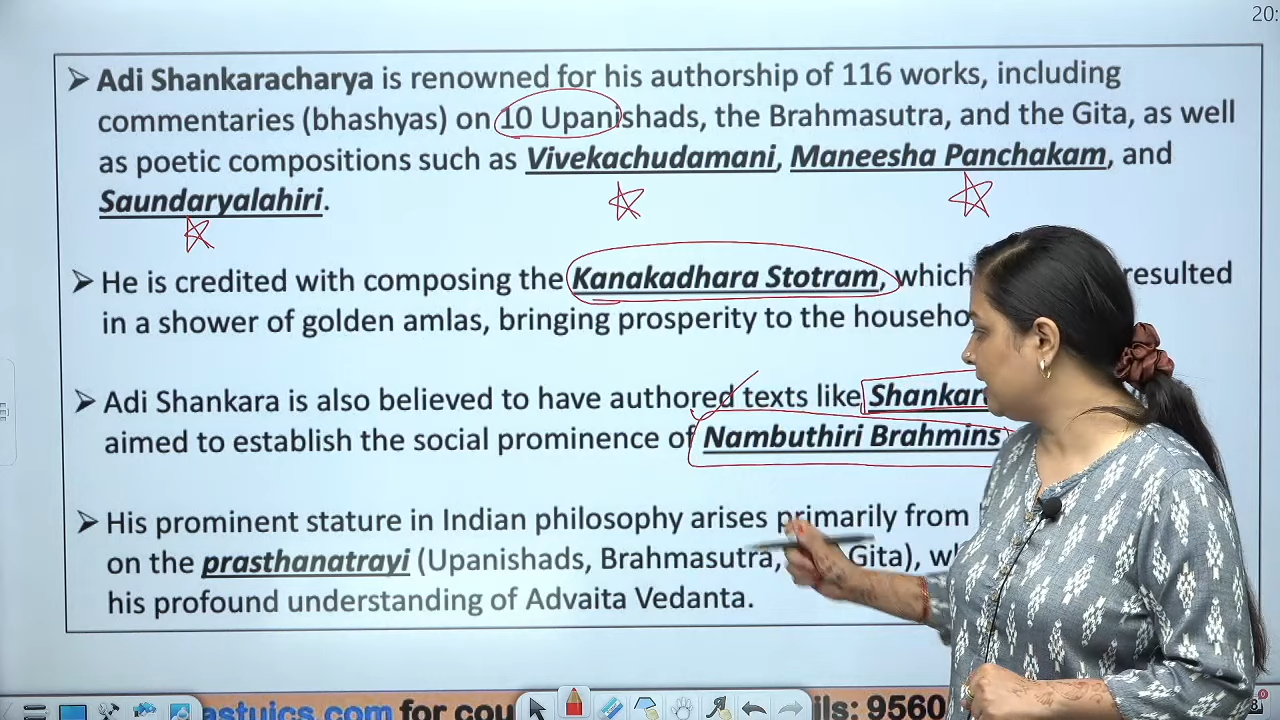 20:
➢ Adi Shankaracharya is renowned for his authorship of 116 works, including
commentaries (bhashyas) on 10 Upanishads, the Brahmasutra, and the Gita, as well
as poetic compositions such as Vivekachudamani, Maneesha Panchakam, and
Saundaryalahiri.
➢ He is credited with composing the Kanakadhara Stotram, which resulted
in a shower of golden amlas, bringing prosperity to the househo
➢ Adi Shankara is also believed to have authored texts like Shankar
aimed to establish the social prominence of Nambuthiri Brahmins
➢ His prominent stature in Indian philosophy arises primarily from
on the prasthanatrayi (Upanishads, Brahmasutra, Gita), w
his profound understanding of Advaita Vedanta.
astuics.com for cou ils: 9560